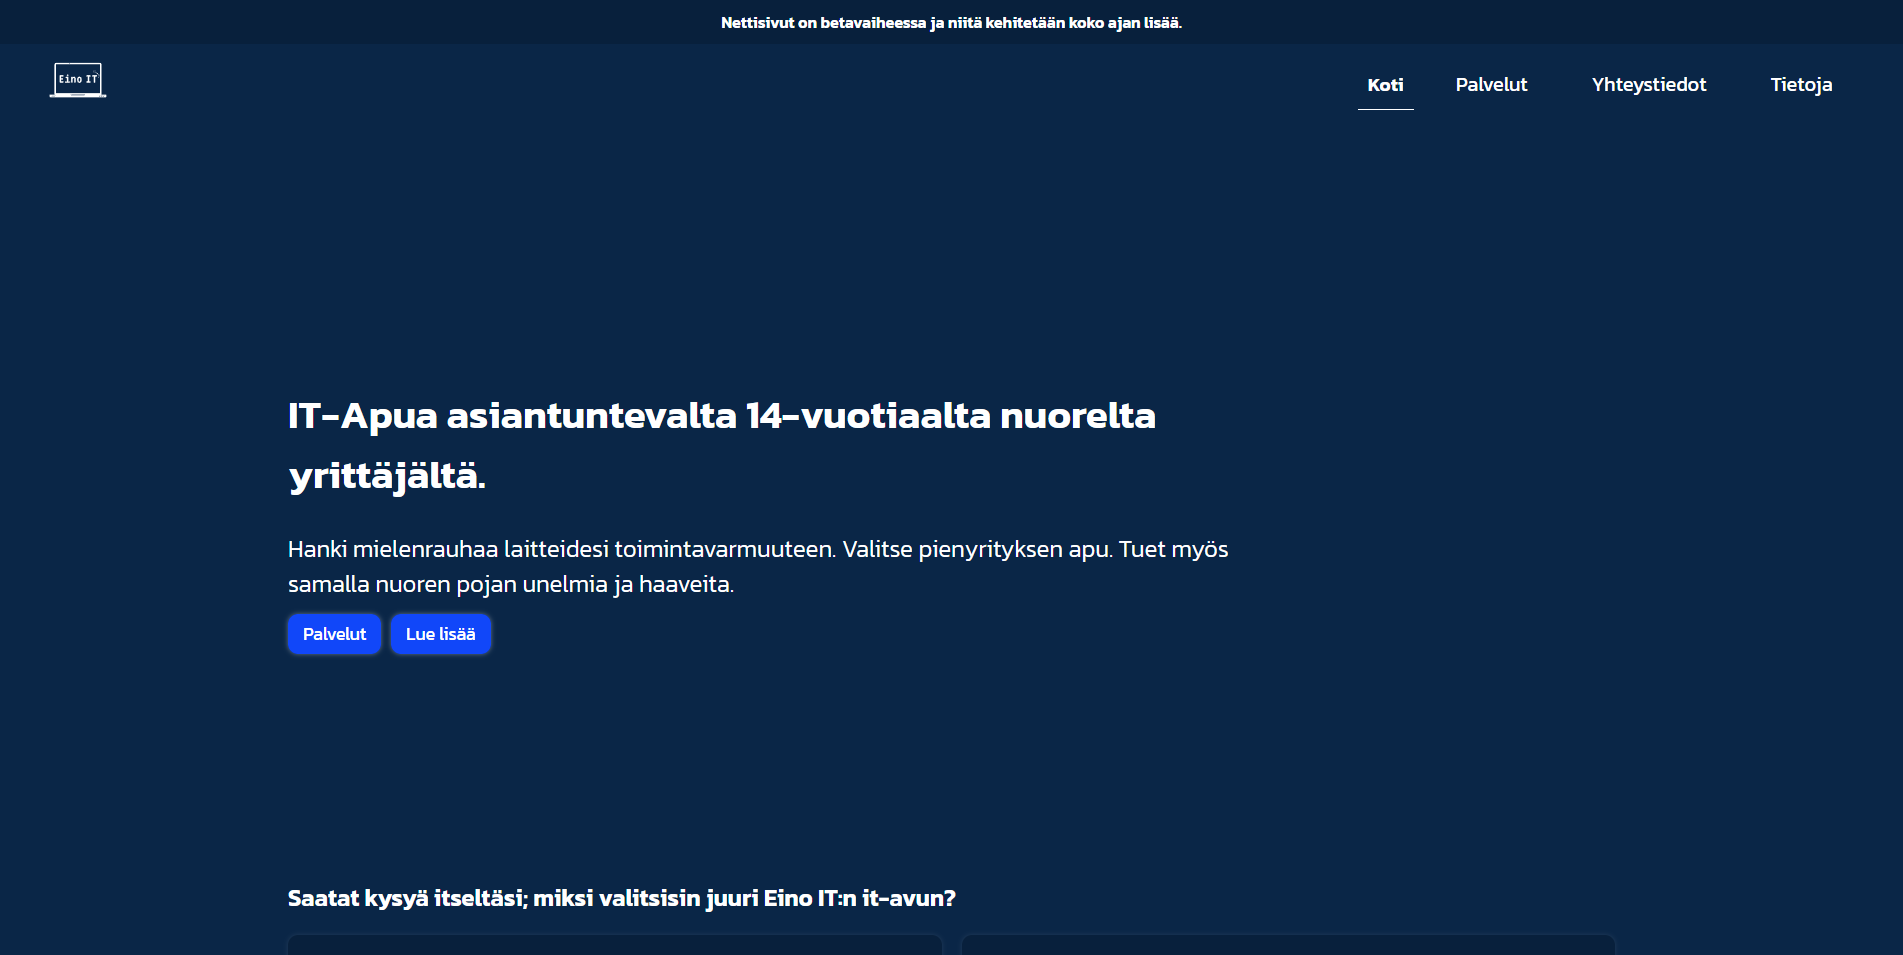 Nettisivut on betavaiheessa ja niitä kehitetään koko ajan lisää.
Eino IT
Koti
Palvelut
Yhteystiedot
Tietoja
IT-Apua asiantuntevalta 14-vuotiaalta nuorelta
yrittäjältä.
Hanki mielenrauhaa laitteidesi toimintavarmuuteen. Valitse pienyrityksen apu. Tuet myös
samalla nuoren pojan unelmia ja haaveita.
Palvelut
Lue lisää
Saatat kysyä itseltäsi; miksi valitsisin juuri Eino IT:n it-avun?